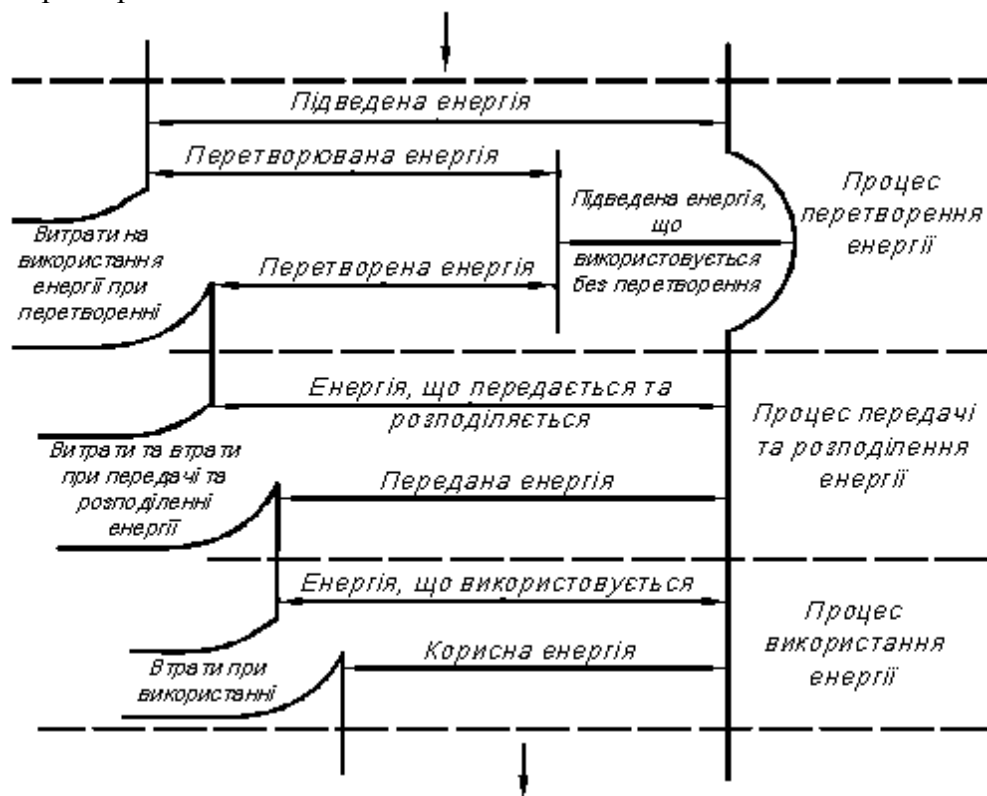 Підведена енергія
Перетворювана енергія
Підведена енергія,
що
використовується
без перетворення
Процес
перетворення
енергії
Витрати на
використання
енергії при
перетворенні
Перетворена енергія
Енергія, що передається та
розподіляється
Процес передачі
та розподілення
енергії
Витрати та втрати
при передачі та
розподіленні
енергії
Передана енергія
Енергія, що використовується
Процес
використання
енергії
Втрати при
використанні
Корисна енергія